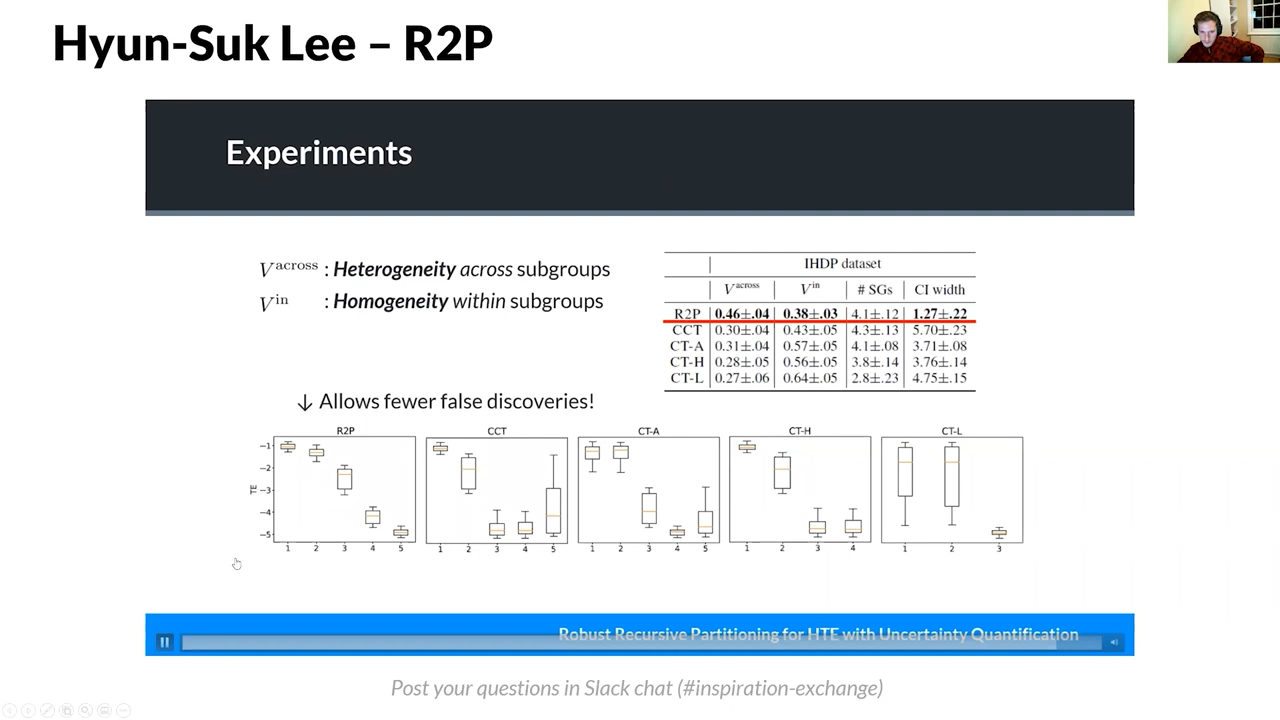 Hyun-Suk Lee – R2P
Experiments
V^across : Heterogeneity across subgroups
V^in : Homogeneity within subgroups
IHDP dataset
V^across V^in # SGs CI width
R2P 0.46±.04 0.38±.03 4.1±.12 1.27±.22
CCT 0.30±.04 0.43±.05 4.3±.13 5.70±.23
CT-A 0.31±.04 0.57±.05 4.1±.08 3.71±.08
CT-H 0.28±.05 0.56±.05 3.8±.14 3.76±.14
CT-L 0.27±.06 0.64±.05 2.8±.23 4.75±.15
↓ Allows fewer false discoveries!
R2P CCT CT-A CT-H CT-L
−1
−2
−3
−4
−5
TE
1 2 3 4 5 1 2 3 4 5 1 2 3 4 5 1 2 3 4 1 2 3
Robust Recursive Partitioning for HTE with Uncertainty Quantification
Post your questions in Slack chat (#inspiration-exchange)